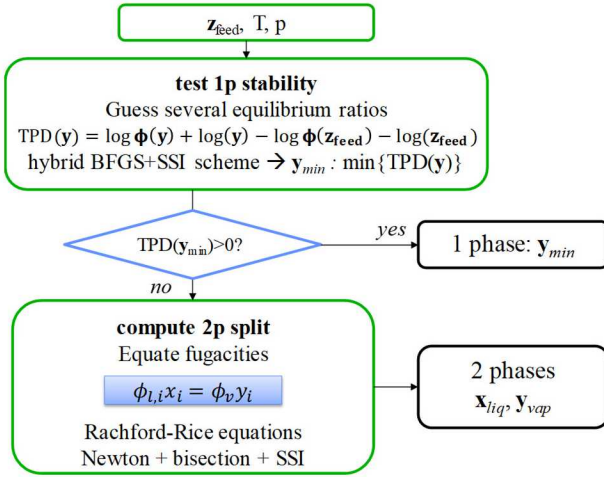 z_feed, T, p
test 1p stability
Guess several equilibrium ratios
TPD(y) = log ϕ(y) + log(y) − log ϕ(z_feed) − log(z_feed)
hybrid BFGS+SSI scheme → y_min : min{TPD(y)}
TPD(y_min)>0?
yes
1 phase: y_min
no
compute 2p split
Equate fugacities
ϕ_l,i x_i = ϕ_v y_i
Rachford-Rice equations
Newton + bisection + SSI
2 phases
x_liq, y_vap